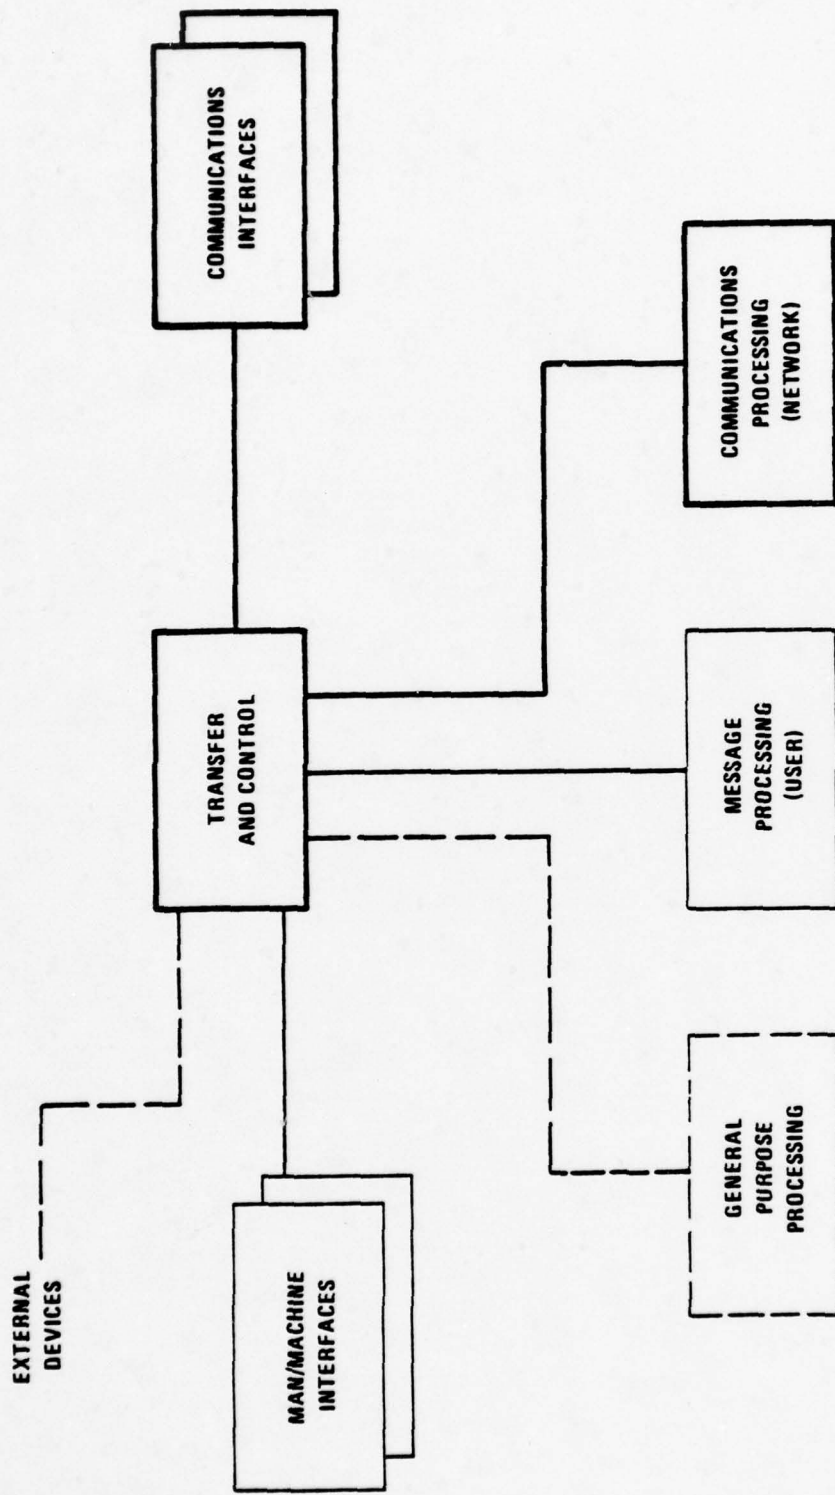 EXTERNAL
DEVICES
MAN/MACHINE
INTERFACES
TRANSFER
AND CONTROL
COMMUNICATIONS
INTERFACES
GENERAL
PURPOSE
PROCESSING
MESSAGE
PROCESSING
(USER)
COMMUNICATIONS
PROCESSING
(NETWORK)